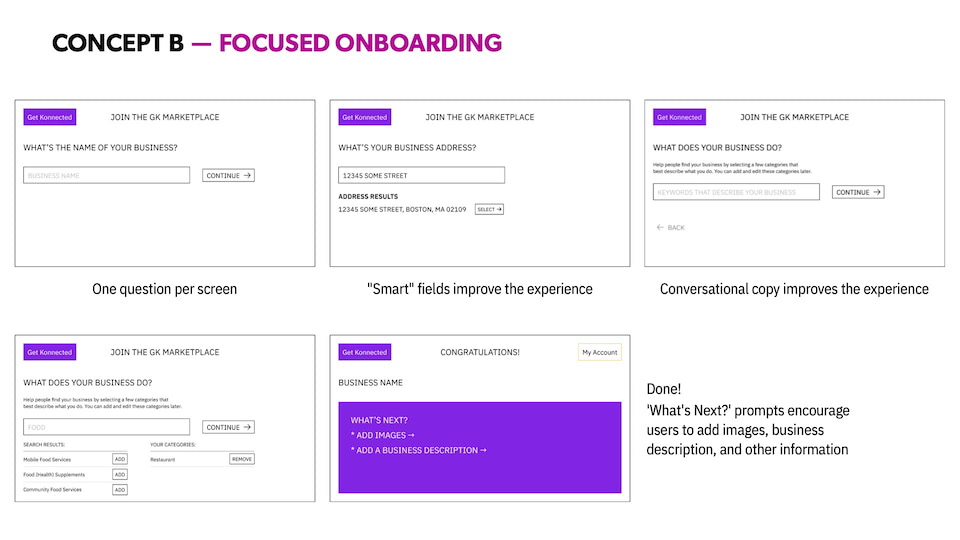 CONCEPT B — FOCUSED ONBOARDING
Get Konnected
JOIN THE GK MARKETPLACE
WHAT'S THE NAME OF YOUR BUSINESS?
BUSINESS NAME
CONTINUE →
One question per screen
Get Konnected
JOIN THE GK MARKETPLACE
WHAT'S YOUR BUSINESS ADDRESS?
12345 SOME STREET
ADDRESS RESULTS
12345 SOME STREET, BOSTON, MA 02109
SELECT →
"Smart" fields improve the experience
Get Konnected
JOIN THE GK MARKETPLACE
WHAT DOES YOUR BUSINESS DO?
Help people find your business by selecting a few categories that
best describe what you do. You can add and edit these categories later.
KEYWORDS THAT DESCRIBE YOUR BUSINESS
CONTINUE →
← BACK
Conversational copy improves the experience
Get Konnected
JOIN THE GK MARKETPLACE
WHAT DOES YOUR BUSINESS DO?
Help people find your business by selecting a few categories that
best describe what you do. You can add and edit these categories later.
FOOD
CONTINUE →
SEARCH RESULTS:
Mobile Food Services ADD
Food (Health) Supplements ADD
Community Food Services ADD
YOUR CATEGORIES:
Restaurant REMOVE
Get Konnected
CONGRATULATIONS!
My Account
BUSINESS NAME
WHAT'S NEXT?
* ADD IMAGES →
* ADD A BUSINESS DESCRIPTION →
Done!
'What's Next?' prompts encourage
users to add images, business
description, and other information